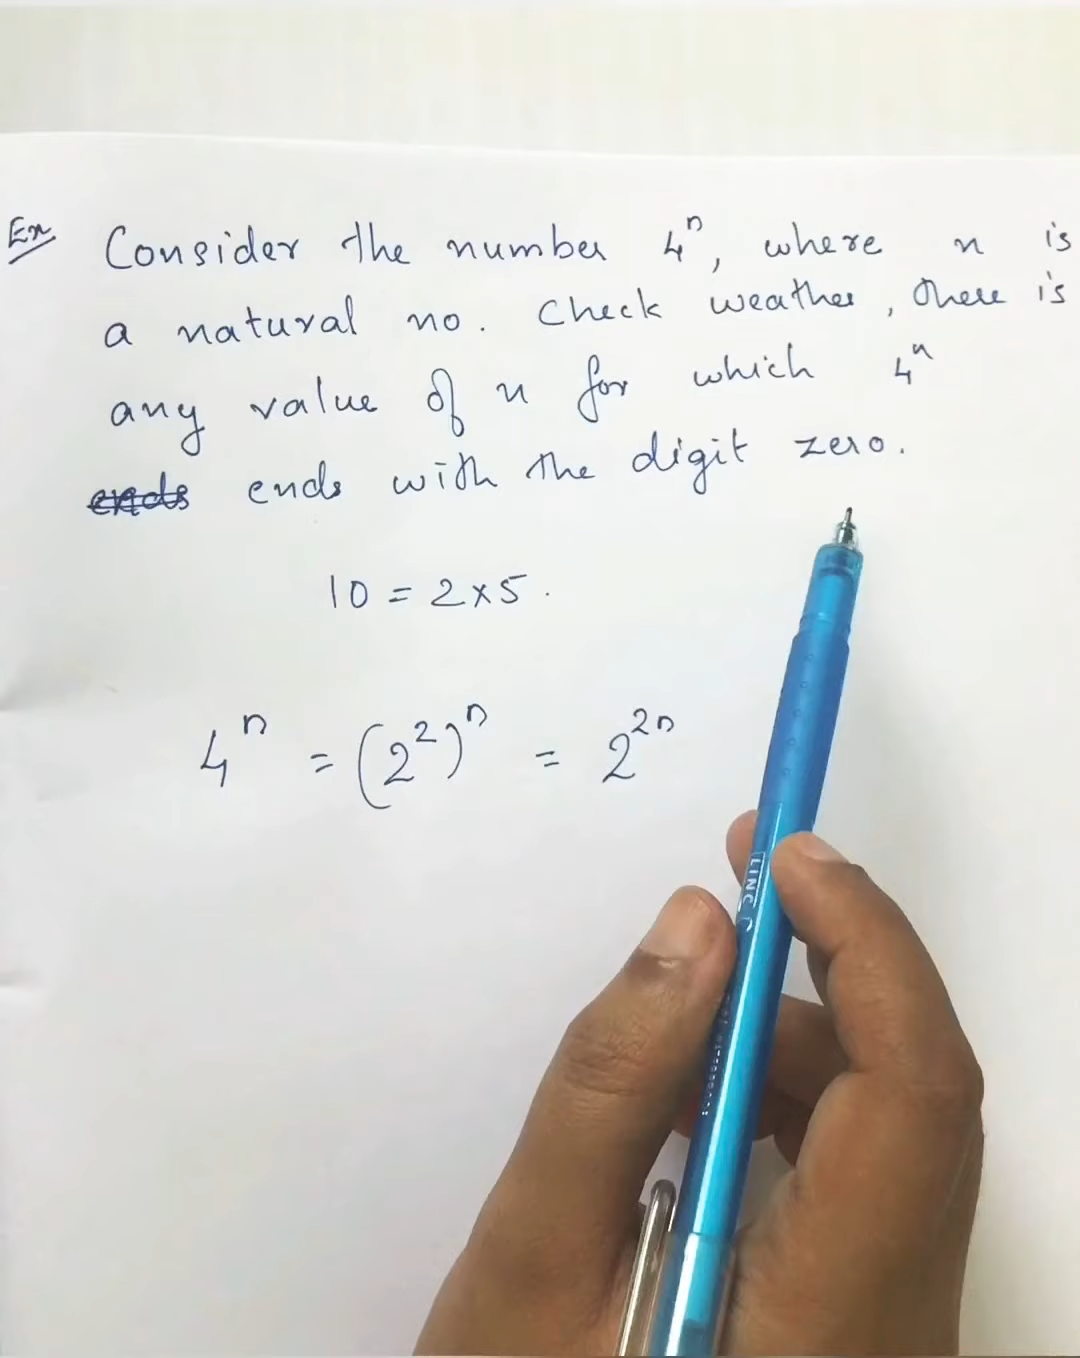 Ex Consider the number 4ⁿ, where n is
a natural no. Check weather, there is
any value of n for which 4ⁿ
ends ends with the digit zero.
10 = 2×5.
4ⁿ = (2²)ⁿ = 2²ⁿ
LINC